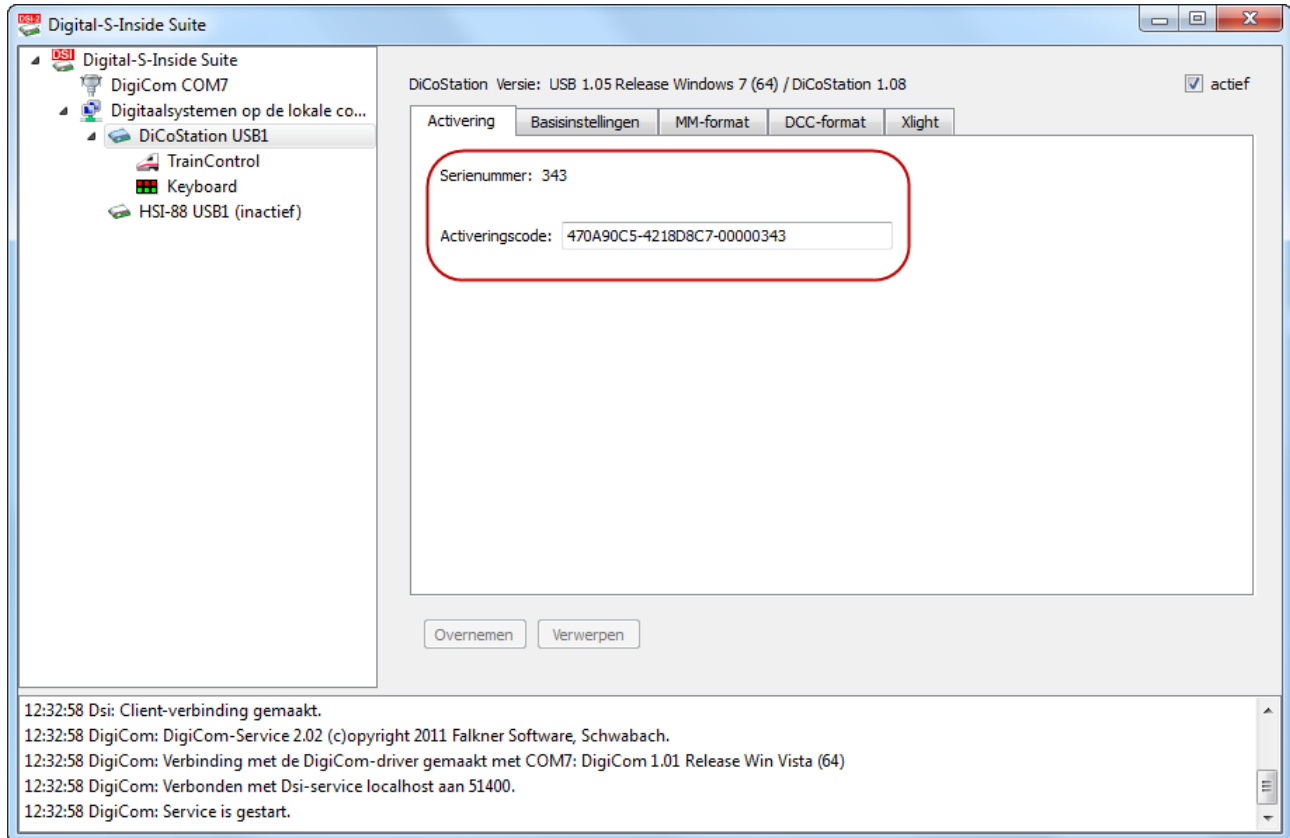 Digital-S-Inside Suite
Digital-S-Inside Suite
DigiCom COM7
Digitaalsystemen op de lokale co...
DiCoStation USB1
TrainControl
Keyboard
HSI-88 USB1 (inactief)
DiCoStation Versie: USB 1.05 Release Windows 7 (64) / DiCoStation 1.08
actief
Activering Basisinstellingen MM-format DCC-format Xlight
Serienummer: 343
Activeringscode: 470A90C5-4218D8C7-00000343
Overnemen Verwerpen
12:32:58 Dsi: Client-verbinding gemaakt.
12:32:58 DigiCom: DigiCom-Service 2.02 (c)opyright 2011 Falkner Software, Schwabach.
12:32:58 DigiCom: Verbinding met de DigiCom-driver gemaakt met COM7: DigiCom 1.01 Release Win Vista (64)
12:32:58 DigiCom: Verbonden met Dsi-service localhost aan 51400.
12:32:58 DigiCom: Service is gestart.